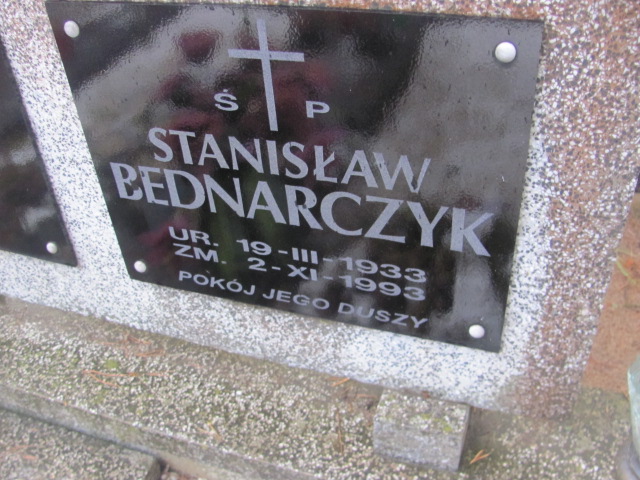 Ś P
STANISŁAW
BEDNARCZYK
UR. 19-III-1933
ZM. 2-XI-1993
POKÓJ JEGO DUSZY